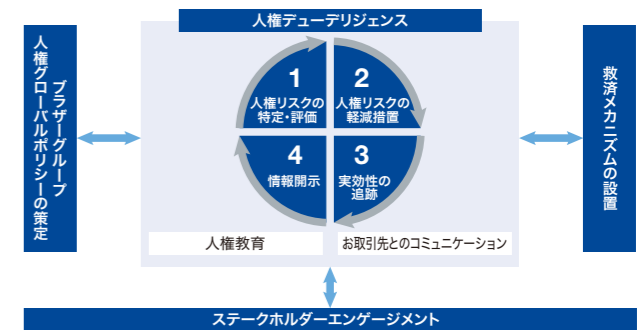 人権デューデリジェンス
ブラザーグループ
人権グローバルポリシーの策定
1
人権リスクの
特定・評価
2
人権リスクの
軽減措置
4
情報開示
3
実効性の
追跡
人権教育
お取引先とのコミュニケーション
救済メカニズムの設置
ステークホルダーエンゲージメント